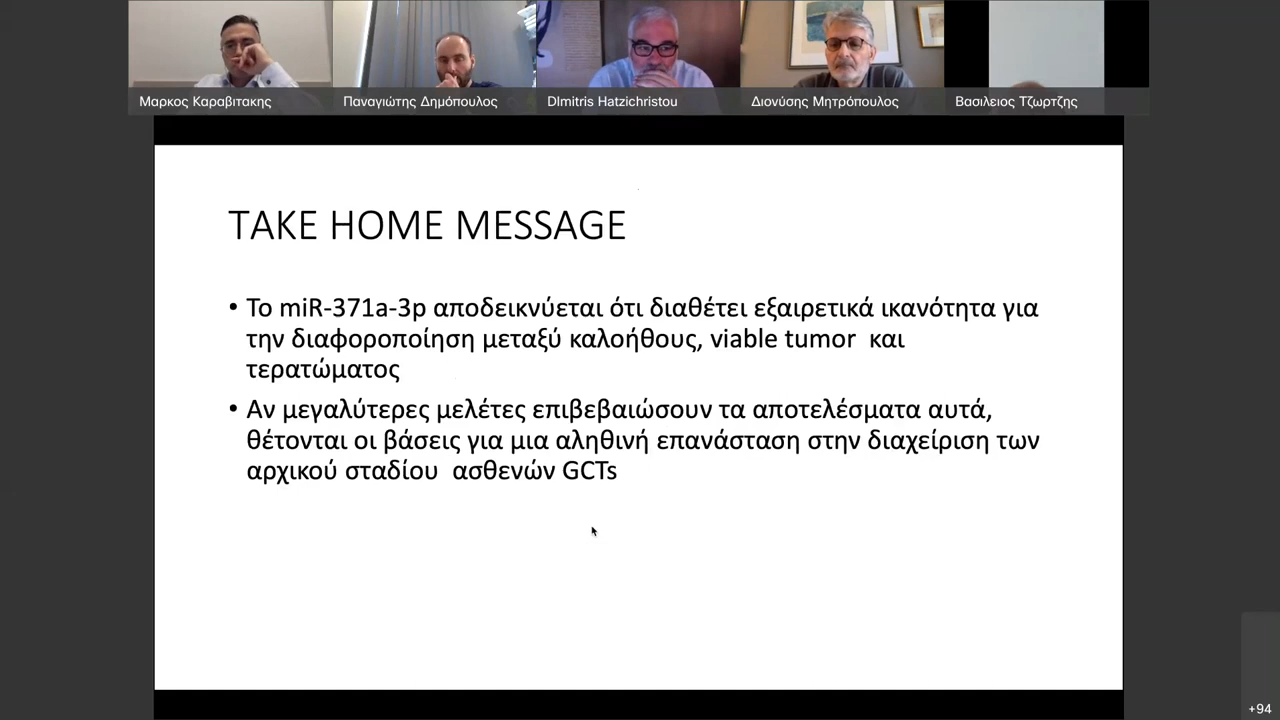 Μαρκος Καραβιτακης
Παναγιώτης Δημόπουλος
DImitris Hatzichristou
Διονύσης Μητρόπουλος
Βασιλειος Τζωρτζης
TAKE HOME MESSAGE
• Το miR-371a-3p αποδεικνύεται ότι διαθέτει εξαιρετικά ικανότητα για
την διαφοροποίηση μεταξύ καλοήθους, viable tumor και
τερατώματος
• Αν μεγαλύτερες μελέτες επιβεβαιώσουν τα αποτελέσματα αυτά,
θέτονται οι βάσεις για μια αληθινή επανάσταση στην διαχείριση των
αρχικού σταδίου ασθενών GCTs
+94